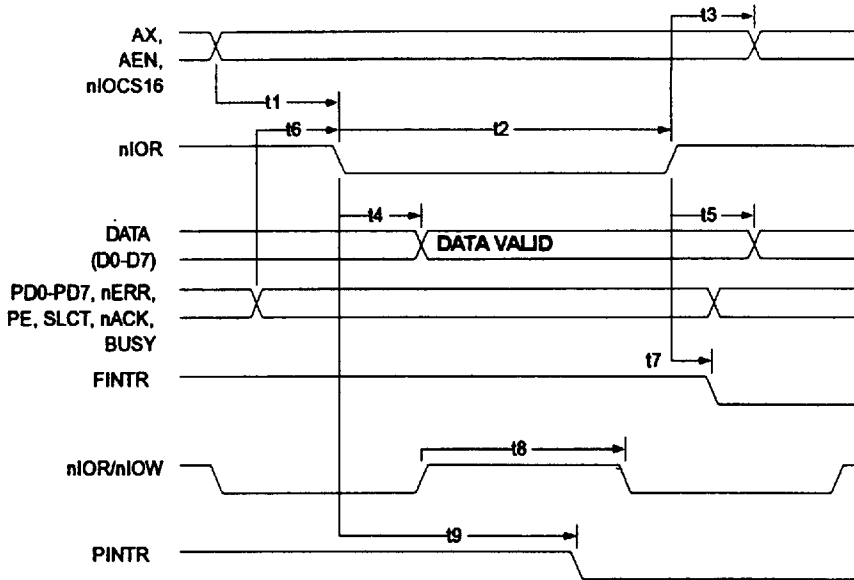 AX,
AEN,
nIOCS16
t3
t1
t6
t2
nIOR
t4
t5
DATA
(D0-D7)
DATA VALID
PD0-PD7, nERR,
PE, SLCT, nACK,
BUSY
t7
FINTR
t8
nIOR/nIOW
t9
PINTR